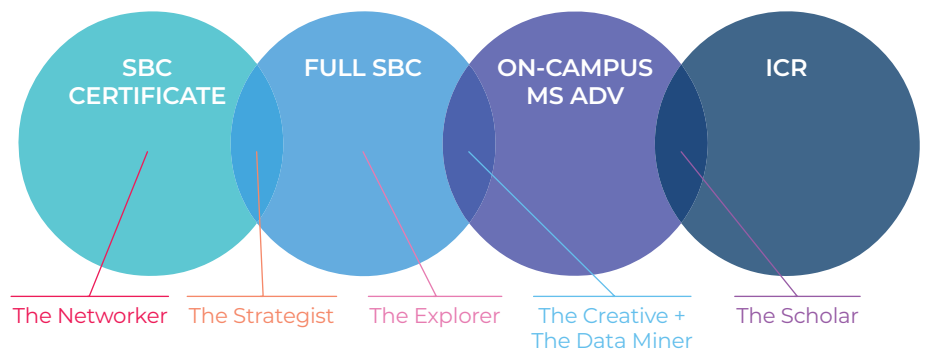 SBC
CERTIFICATE
FULL SBC
ON-CAMPUS
MS ADV
ICR
The Networker
The Strategist
The Explorer
The Creative +
The Data Miner
The Scholar